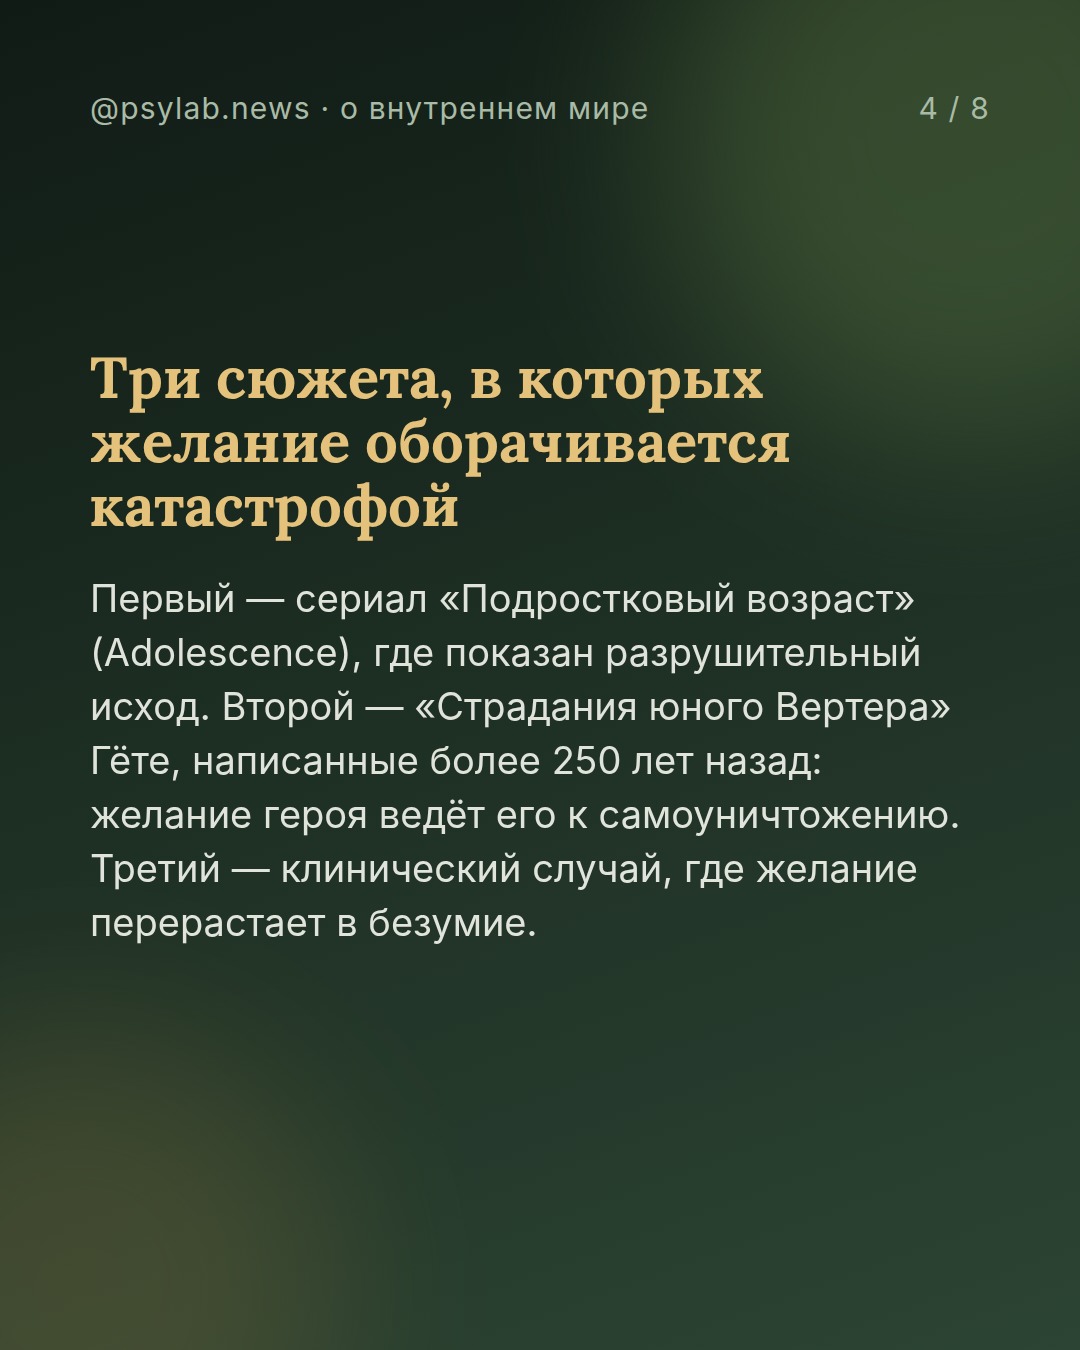 @psylab.news · о внутреннем мире
4 / 8
Три сюжета, в которых
желание оборачивается
катастрофой
Первый — сериал «Подростковый возраст»
(Adolescence), где показан разрушительный
исход. Второй — «Страдания юного Вертера»
Гёте, написанные более 250 лет назад:
желание героя ведёт его к самоуничтожению.
Третий — клинический случай, где желание
перерастает в безумие.